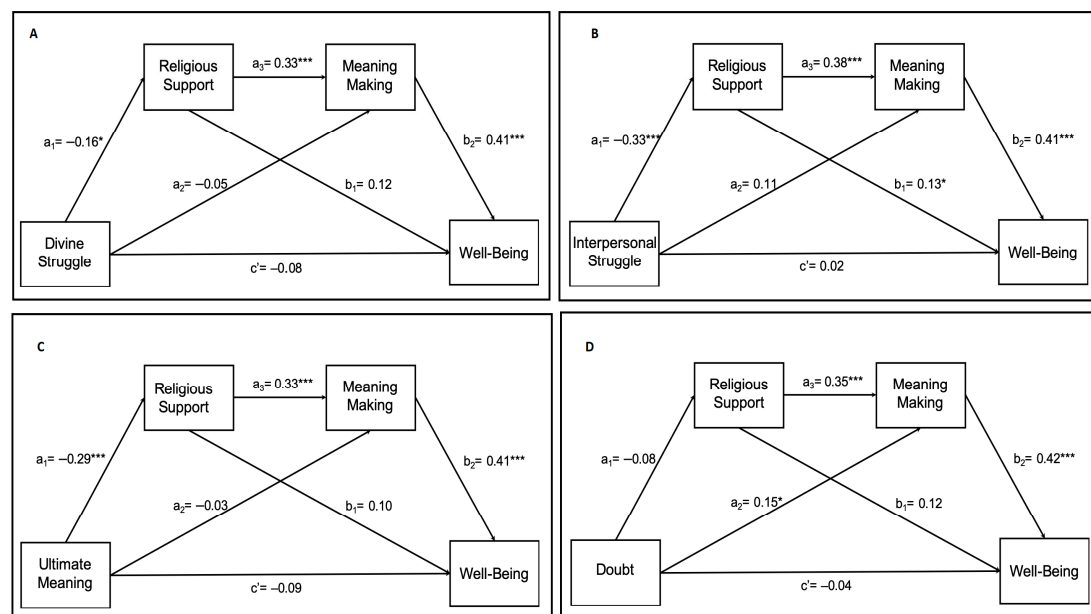 A
Religious
Support
a₃= 0.33***
Meaning
Making
a₁= −0.16*
b₂= 0.41***
a₂= −0.05
b₁= 0.12
Divine
Struggle
Well-Being
c'= −0.08
B
Religious
Support
a₃= 0.38***
Meaning
Making
a₁= −0.33***
b₂= 0.41***
a₂= 0.11
b₁= 0.13*
Interpersonal
Struggle
Well-Being
c'= 0.02
C
Religious
Support
a₃= 0.33***
Meaning
Making
a₁= −0.29***
b₂= 0.41***
a₂= −0.03
b₁= 0.10
Ultimate
Meaning
Well-Being
c'= −0.09
D
Religious
Support
a₃= 0.35***
Meaning
Making
a₁= −0.08
b₂= 0.42***
a₂= 0.15*
b₁= 0.12
Doubt
Well-Being
c'= −0.04